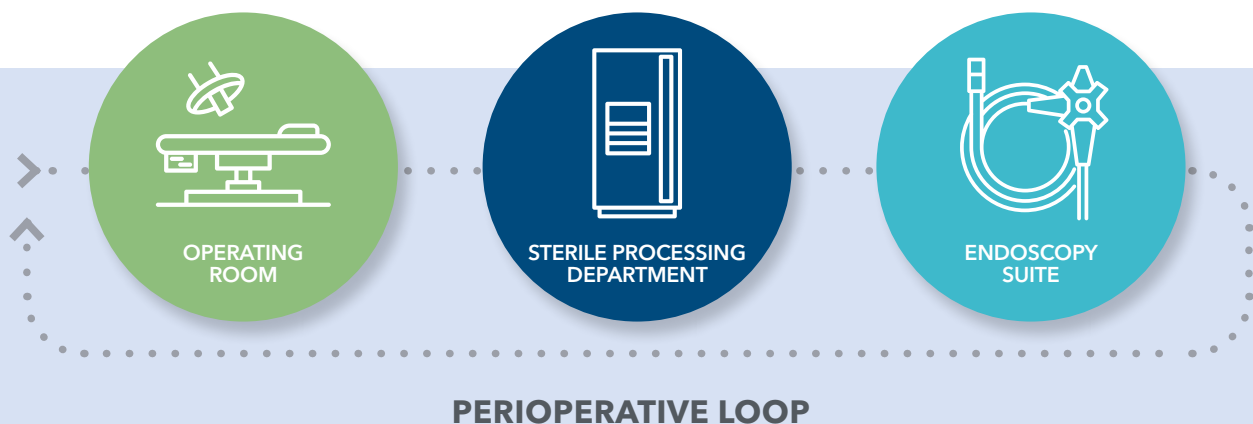 OPERATING
ROOM
STERILE PROCESSING
DEPARTMENT
ENDOSCOPY
SUITE
PERIOPERATIVE LOOP